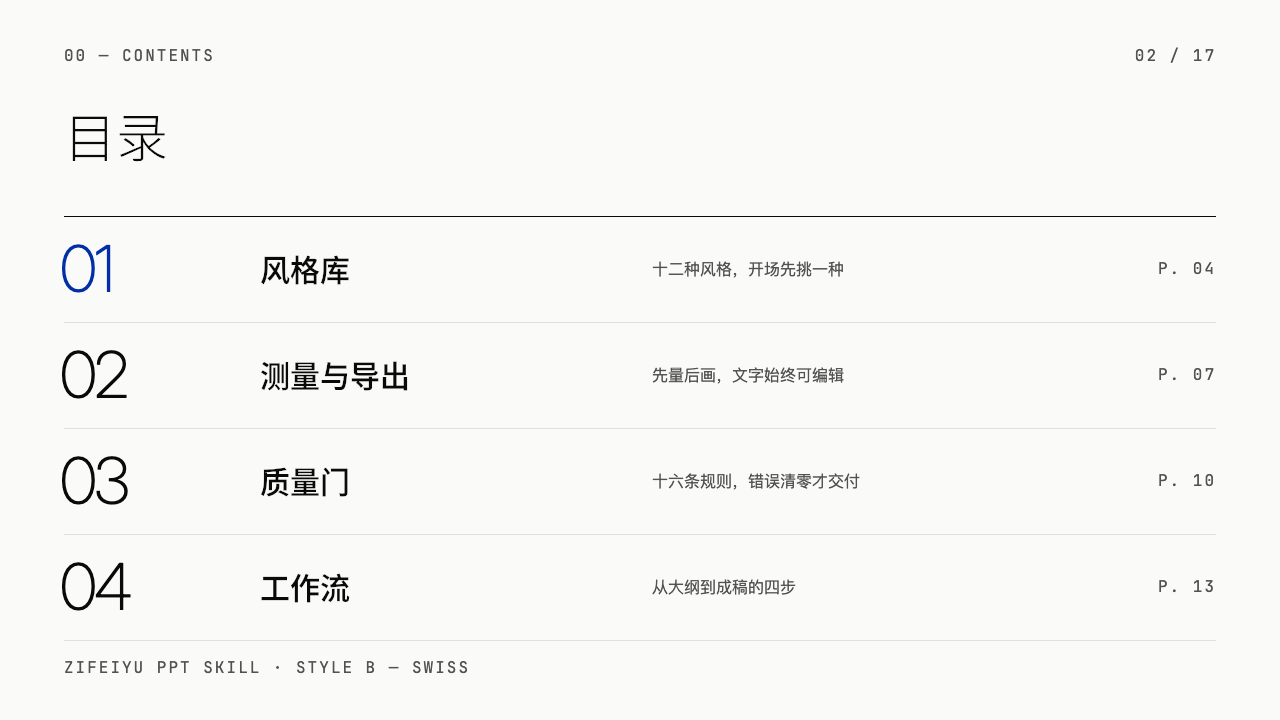 00 — CONTENTS
02 / 17
目录
01
风格库
十二种风格，开场先挑一种
P. 04
02
测量与导出
先量后画，文字始终可编辑
P. 07
03
质量门
十六条规则，错误清零才交付
P. 10
04
工作流
从大纲到成稿的四步
P. 13
ZIFEIYU PPT SKILL · STYLE B — SWISS